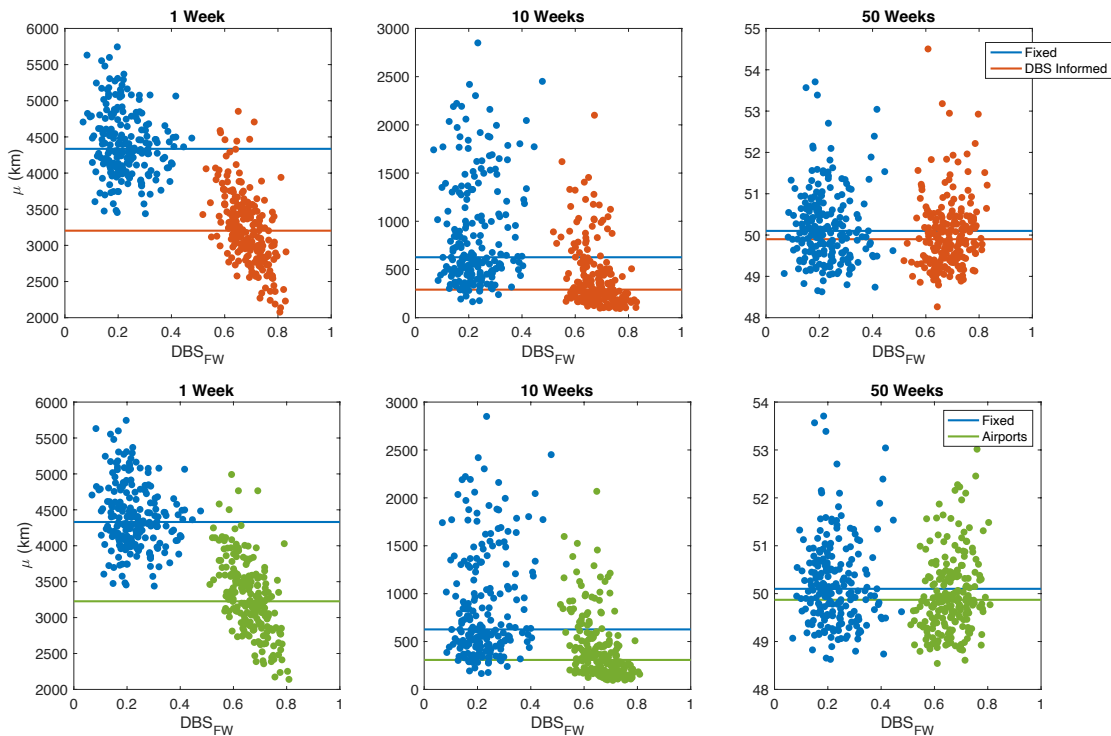 1 Week
10 Weeks
50 Weeks
6000
5500
5000
4500
4000
3500
3000
2500
2000
μ (km)
0 0.2 0.4 0.6 0.8 1
DBS_FW
3000
2500
2000
1500
1000
500
0
0 0.2 0.4 0.6 0.8 1
DBS_FW
55
54
53
52
51
50
49
48
0 0.2 0.4 0.6 0.8 1
DBS_FW
Fixed
DBS Informed
1 Week
10 Weeks
50 Weeks
6000
5500
5000
4500
4000
3500
3000
2500
2000
μ (km)
0 0.2 0.4 0.6 0.8 1
DBS_FW
3000
2500
2000
1500
1000
500
0
0 0.2 0.4 0.6 0.8 1
DBS_FW
54
53
52
51
50
49
48
0 0.2 0.4 0.6 0.8 1
DBS_FW
Fixed
Airports